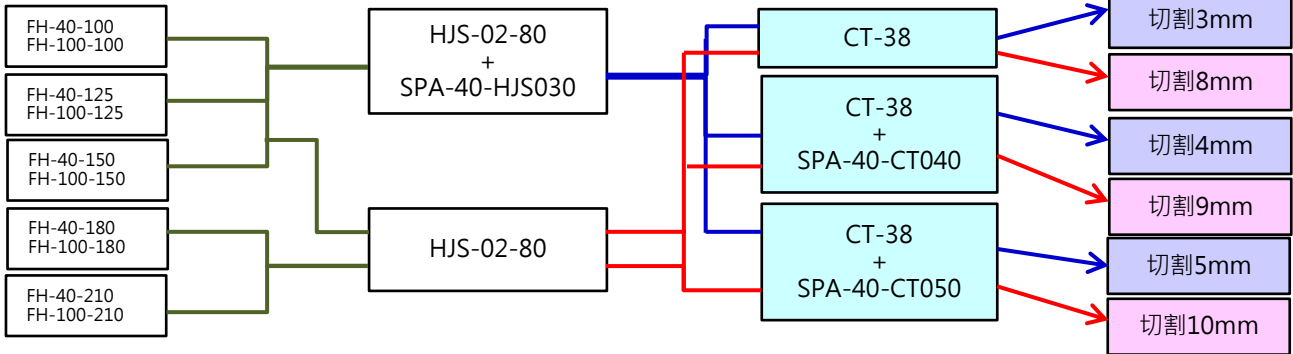 FH-40-100
FH-100-100
FH-40-125
FH-100-125
FH-40-150
FH-100-150
FH-40-180
FH-100-180
FH-40-210
FH-100-210
HJS-02-80
+
SPA-40-HJS030
HJS-02-80
CT-38
CT-38
+
SPA-40-CT040
CT-38
+
SPA-40-CT050
切割3mm
切割8mm
切割4mm
切割9mm
切割5mm
切割10mm